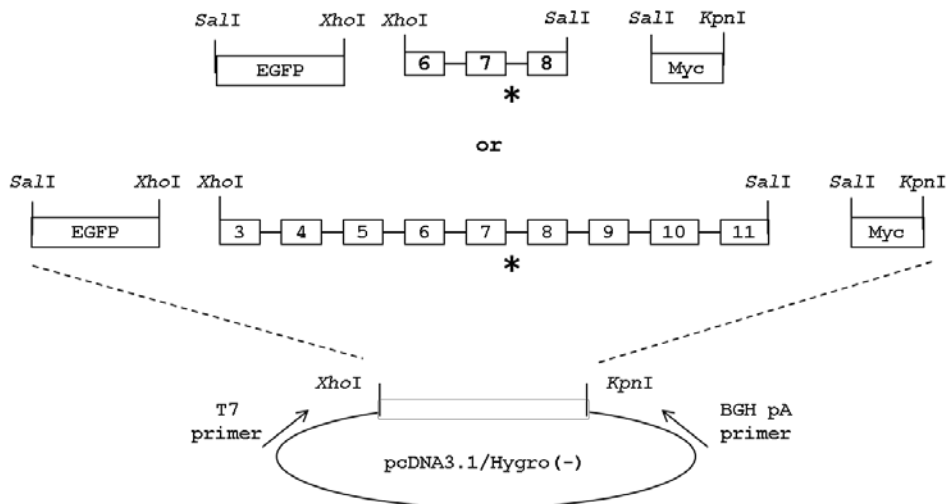 SalI XhoI XhoI SalI SalI KpnI
EGFP 6 7 8 Myc
*
or
SalI XhoI XhoI SalI SalI KpnI
EGFP 3 4 5 6 7 8 9 10 11 Myc
*
XhoI KpnI
T7
primer
BGH pA
primer
pcDNA3.1/Hygro(-)